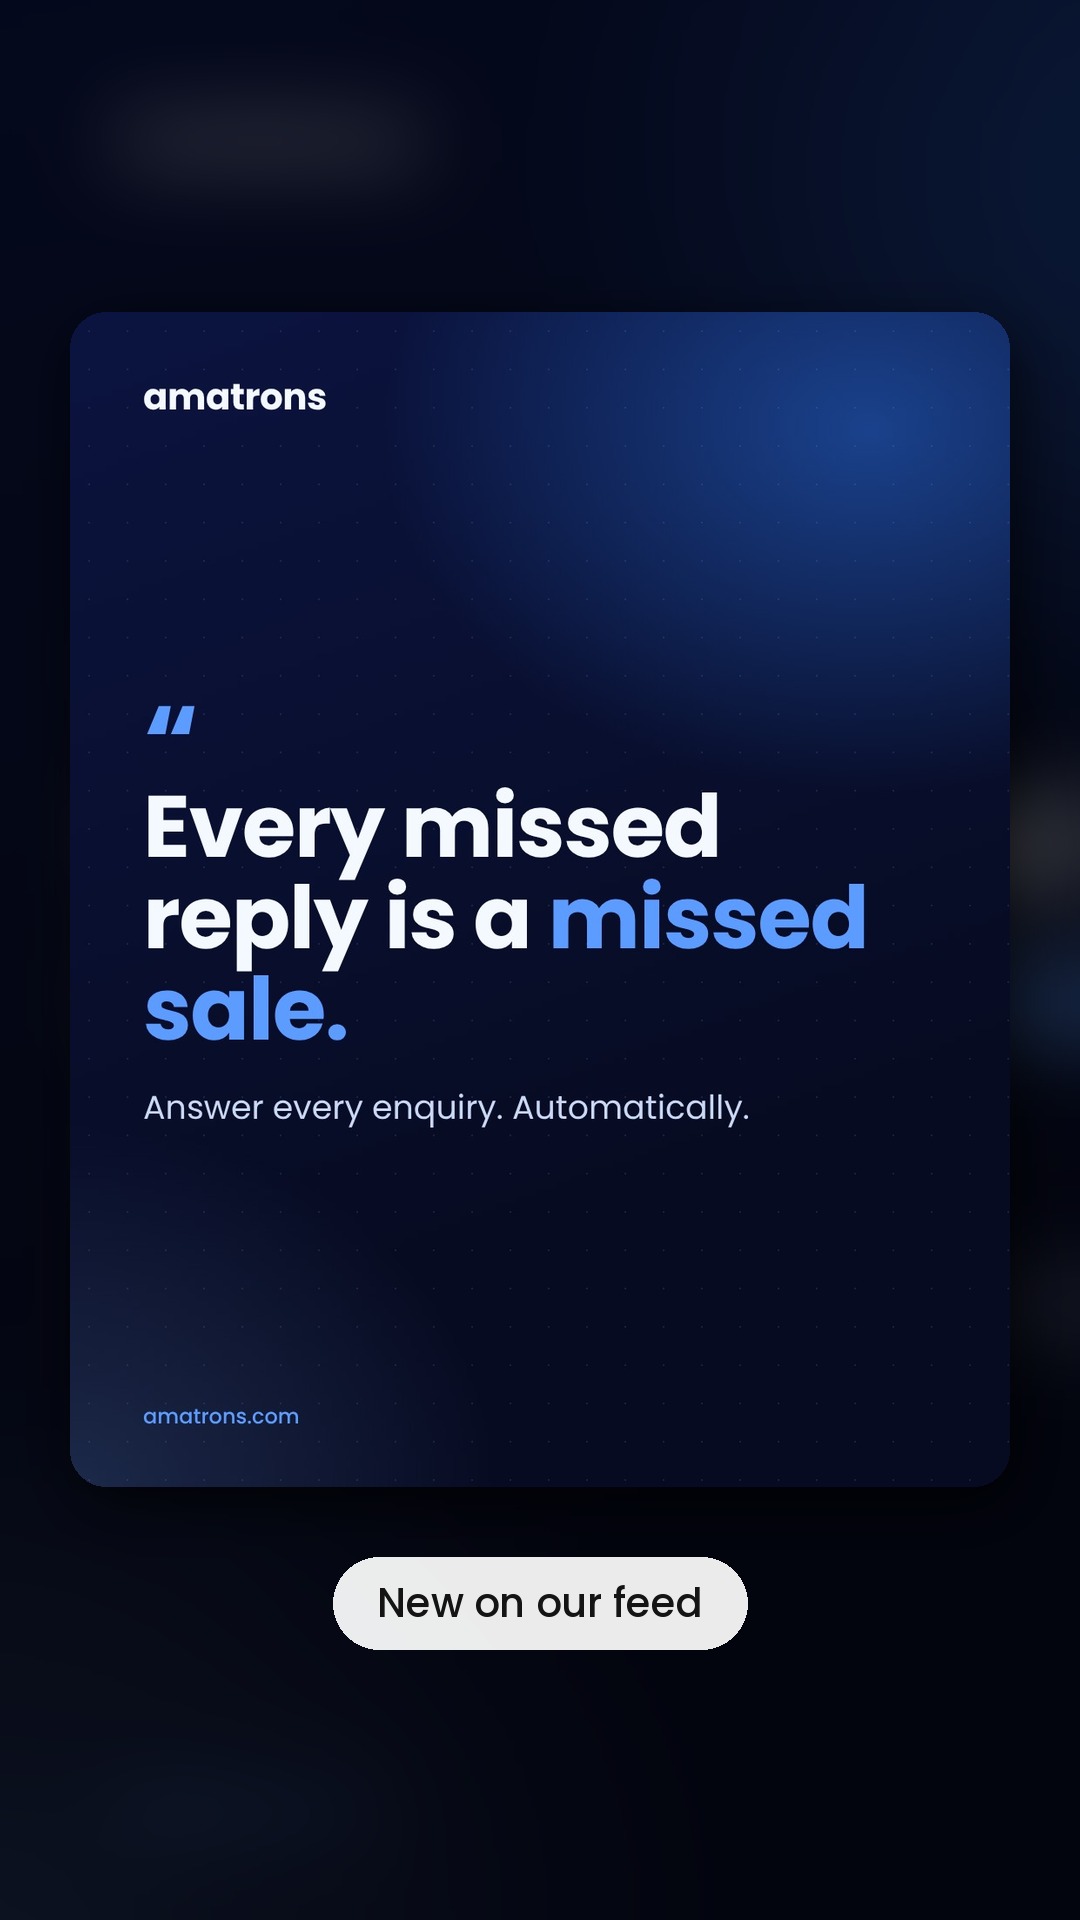 amatrons
“
Every missed
reply is a missed
sale.
Answer every enquiry. Automatically.
amatrons.com
New on our feed